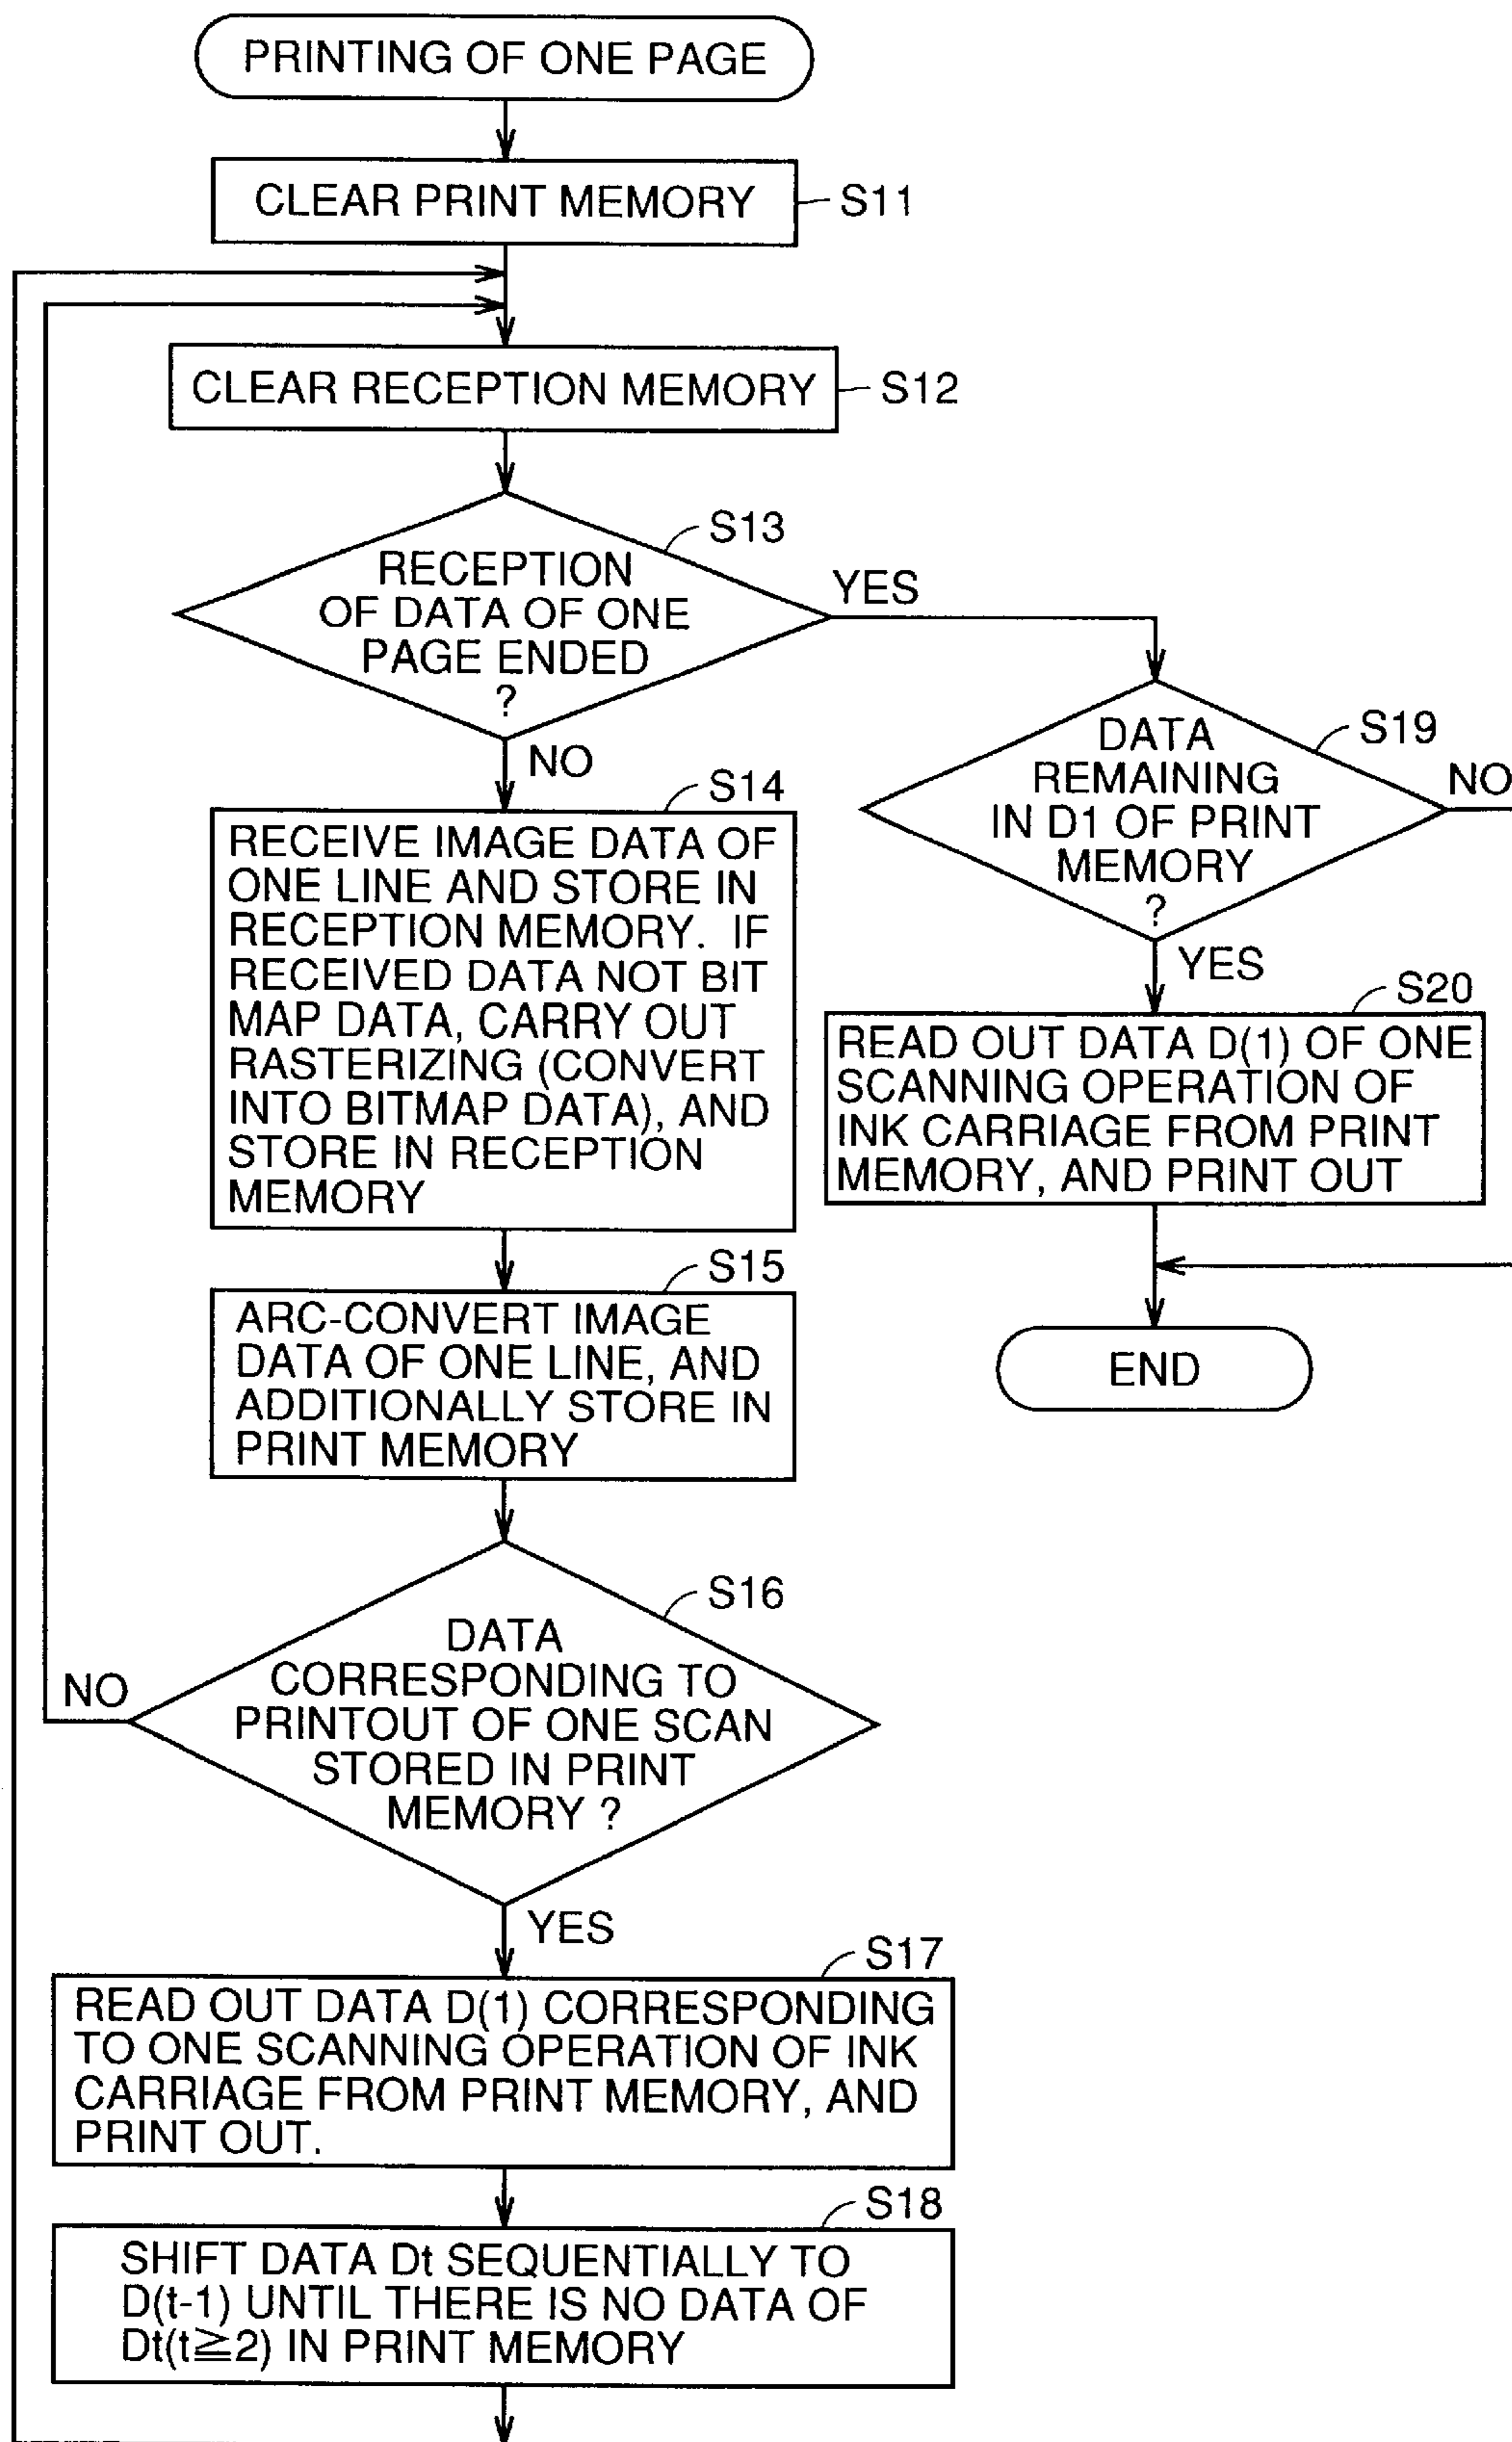 PRINTING OF ONE PAGE
CLEAR PRINT MEMORY
S11
CLEAR RECEPTION MEMORY
S12
S13
RECEPTION
OF DATA OF ONE
PAGE ENDED
?
YES
NO
S14
RECEIVE IMAGE DATA OF
ONE LINE AND STORE IN
RECEPTION MEMORY. IF
RECEIVED DATA NOT BIT
MAP DATA, CARRY OUT
RASTERIZING (CONVERT
INTO BITMAP DATA), AND
STORE IN RECEPTION
MEMORY
S15
ARC-CONVERT IMAGE
DATA OF ONE LINE, AND
ADDITIONALLY STORE IN
PRINT MEMORY
S16
DATA
CORRESPONDING TO
PRINTOUT OF ONE SCAN
STORED IN PRINT
MEMORY ?
NO
YES
S17
READ OUT DATA D(1) CORRESPONDING
TO ONE SCANNING OPERATION OF INK
CARRIAGE FROM PRINT MEMORY, AND
PRINT OUT.
S18
SHIFT DATA Dt SEQUENTIALLY TO
D(t-1) UNTIL THERE IS NO DATA OF
Dt(t≧2) IN PRINT MEMORY
S19
DATA
REMAINING
IN D1 OF PRINT
MEMORY
?
NO
YES
S20
READ OUT DATA D(1) OF ONE
SCANNING OPERATION OF
INK CARRIAGE FROM PRINT
MEMORY, AND PRINT OUT
END